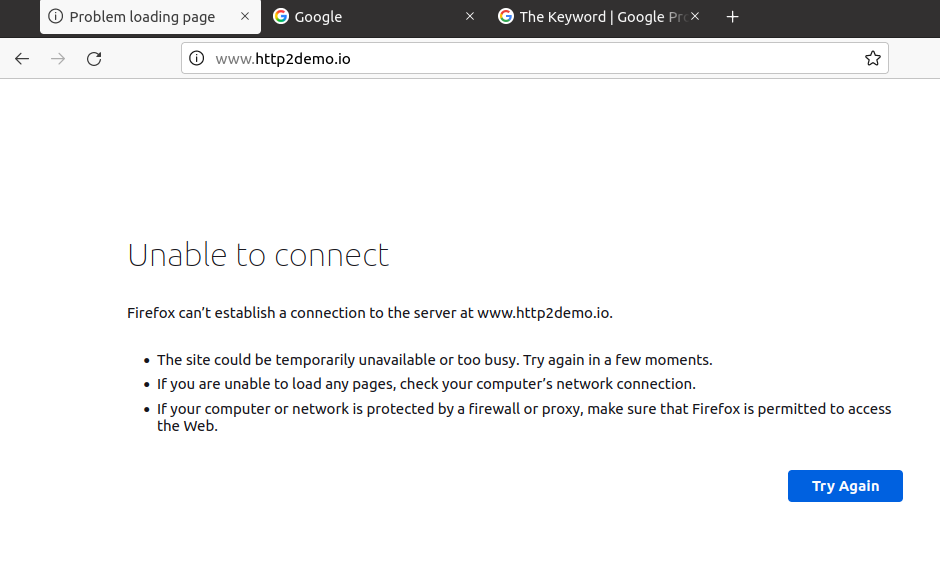 Problem loading page
Google
The Keyword | Google Pro
www.http2demo.io
Unable to connect
Firefox can’t establish a connection to the server at www.http2demo.io.
The site could be temporarily unavailable or too busy. Try again in a few moments.
If you are unable to load any pages, check your computer’s network connection.
If your computer or network is protected by a firewall or proxy, make sure that Firefox is permitted to access
the Web.
Try Again